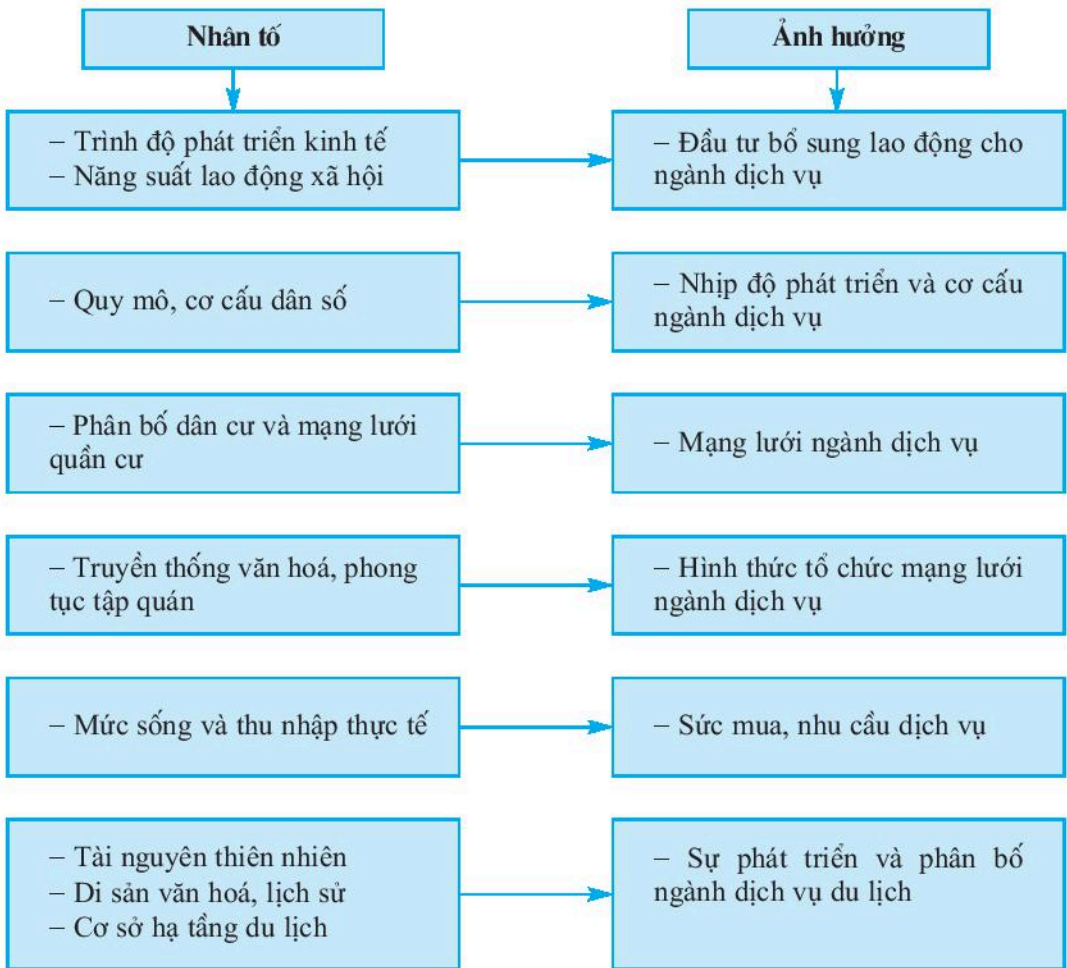 Nhân tố
Ảnh hưởng
– Trình độ phát triển kinh tế
– Năng suất lao động xã hội
– Đầu tư bổ sung lao động cho
ngành dịch vụ
– Quy mô, cơ cấu dân số
– Nhịp độ phát triển và cơ cấu
ngành dịch vụ
– Phân bố dân cư và mạng lưới
quần cư
– Mạng lưới ngành dịch vụ
– Truyền thống văn hoá, phong
tục tập quán
– Hình thức tổ chức mạng lưới
ngành dịch vụ
– Mức sống và thu nhập thực tế
– Sức mua, nhu cầu dịch vụ
– Tài nguyên thiên nhiên
– Di sản văn hoá, lịch sử
– Cơ sở hạ tầng du lịch
– Sự phát triển và phân bố
ngành dịch vụ du lịch